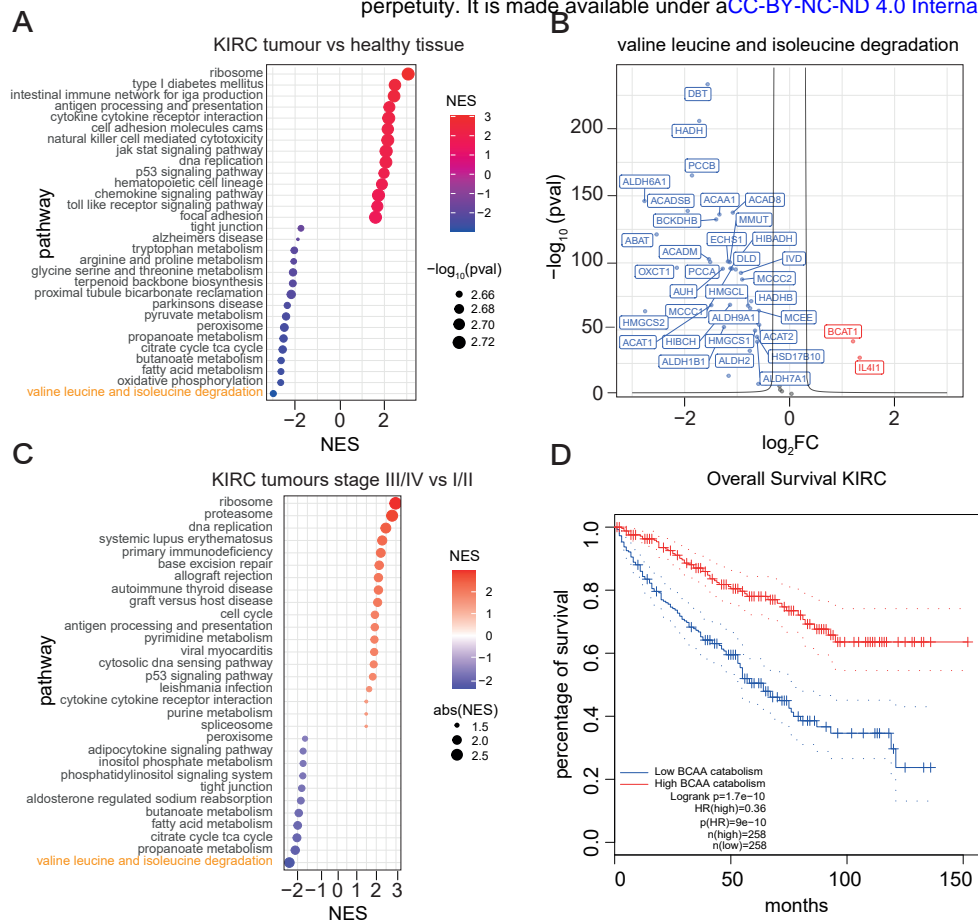 perpetuity. It is made available under aCC-BY-NC-ND 4.0 Interna
A
KIRC tumour vs healthy tissue
pathway
ribosome
type I diabetes mellitus
intestinal immune network for iga production
antigen processing and presentation
cytokine cytokine receptor interaction
cell adhesion molecules cams
natural killer cell mediated cytotoxicity
jak stat signaling pathway
dna replication
p53 signaling pathway
hematopoietic cell lineage
chemokine signaling pathway
toll like receptor signaling pathway
focal adhesion
tight junction
alzheimers disease
tryptophan metabolism
arginine and proline metabolism
glycine serine and threonine metabolism
terpenoid backbone biosynthesis
proximal tubule bicarbonate reclamation
parkinsons disease
pyruvate metabolism
peroxisome
propanoate metabolism
citrate cycle tca cycle
butanoate metabolism
fatty acid metabolism
oxidative phosphorylation
valine leucine and isoleucine degradation
−2 0 2
NES
NES
3
2
1
0
−1
−2
−log10(pval)
2.66
2.68
2.70
2.72
B
valine leucine and isoleucine degradation
−log10 (pval)
200
150
100
50
0
DBT
HADH
PCCB
ALDH6A1
ACADSB
ACAA1
ACAD8
BCKDHB
MMUT
ABAT
ECHS1
HIBADH
ACADM
DLD
IVD
OXCT1
PCCA
MCCC2
AUH
HMGCL
HADHB
HMGCS2
MCCC1
ALDH9A1
MCEE
BCAT1
ACAT1
HIBCH
HMGCS1
ACAT2
ALDH1B1
ALDH2
HSD17B10
IL4I1
ALDH7A1
−2 0 2
log2FC
C
KIRC tumours stage III/IV vs I/II
pathway
ribosome
proteasome
dna replication
systemic lupus erythematosus
primary immunodeficiency
base excision repair
allograft rejection
autoimmune thyroid disease
graft versus host disease
cell cycle
antigen processing and presentation
pyrimidine metabolism
viral myocarditis
cytosolic dna sensing pathway
p53 signaling pathway
leishmania infection
cytokine cytokine receptor interaction
purine metabolism
spliceosome
peroxisome
adipocytokine signaling pathway
inositol phosphate metabolism
phosphatidylinositol signaling system
tight junction
aldosterone regulated sodium reabsorption
butanoate metabolism
fatty acid metabolism
citrate cycle tca cycle
propanoate metabolism
valine leucine and isoleucine degradation
−2 −1 0 1 2 3
NES
NES
2
1
0
−1
−2
abs(NES)
1.5
2.0
2.5
D
Overall Survival KIRC
percentage of survival
1.0
0.8
0.6
0.4
0.2
0.0
Low BCAA catabolism
High BCAA catabolism
Logrank p=1.7e−10
HR(high)=0.36
p(HR)=9e−10
n(high)=258
n(low)=258
0 50 100 150
months